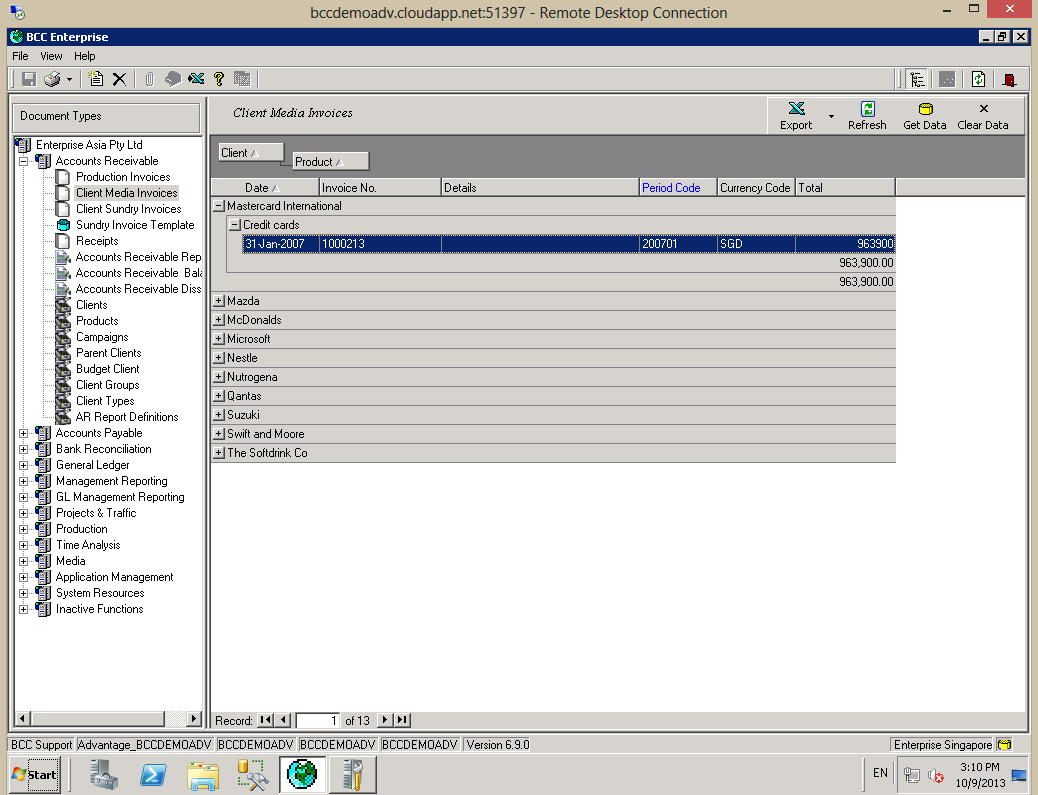 bccdemoadv.cloudapp.net:51397 - Remote Desktop Connection
BCC Enterprise
File View Help
Document Types
Enterprise Asia Pty Ltd
Accounts Receivable
Production Invoices
Client Media Invoices
Client Sundry Invoices
Sundry Invoice Template
Receipts
Accounts Receivable Rep
Accounts Receivable Bala
Accounts Receivable Diss
Clients
Products
Campaigns
Parent Clients
Budget Client
Client Groups
Client Types
AR Report Definitions
Accounts Payable
Bank Reconciliation
General Ledger
Management Reporting
GL Management Reporting
Projects & Traffic
Production
Time Analysis
Media
Application Management
System Resources
Inactive Functions
Client Media Invoices
Export Refresh Get Data Clear Data
Client
Product
Date Invoice No. Details Period Code Currency Code Total
Mastercard International
Credit cards
31-Jan-2007 1000213 200701 SGD 963900
963,900.00
963,900.00
Mazda
McDonalds
Microsoft
Nestle
Nutrogena
Qantas
Suzuki
Swift and Moore
The Softdrink Co
Record: 1 of 13
BCC Support Advantage_BCCDEMOADV BCCDEMOADV BCCDEMOADV BCCDEMOADV Version 6.9.0 Enterprise Singapore
Start EN 3:10 PM
10/9/2013